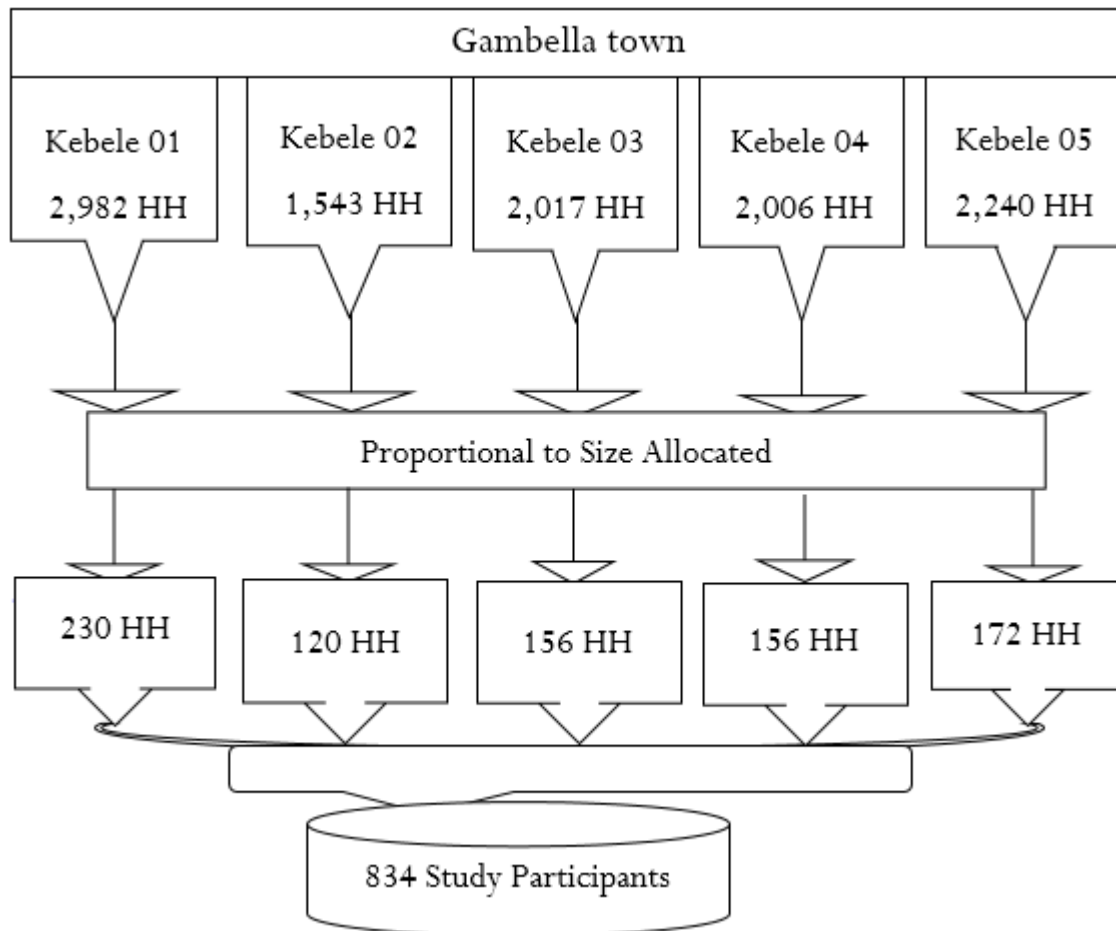 Gambella town
Kebele 01
2,982 HH
Kebele 02
1,543 HH
Kebele 03
2,017 HH
Kebele 04
2,006 HH
Kebele 05
2,240 HH
Proportional to Size Allocated
230 HH
120 HH
156 HH
156 HH
172 HH
834 Study Participants